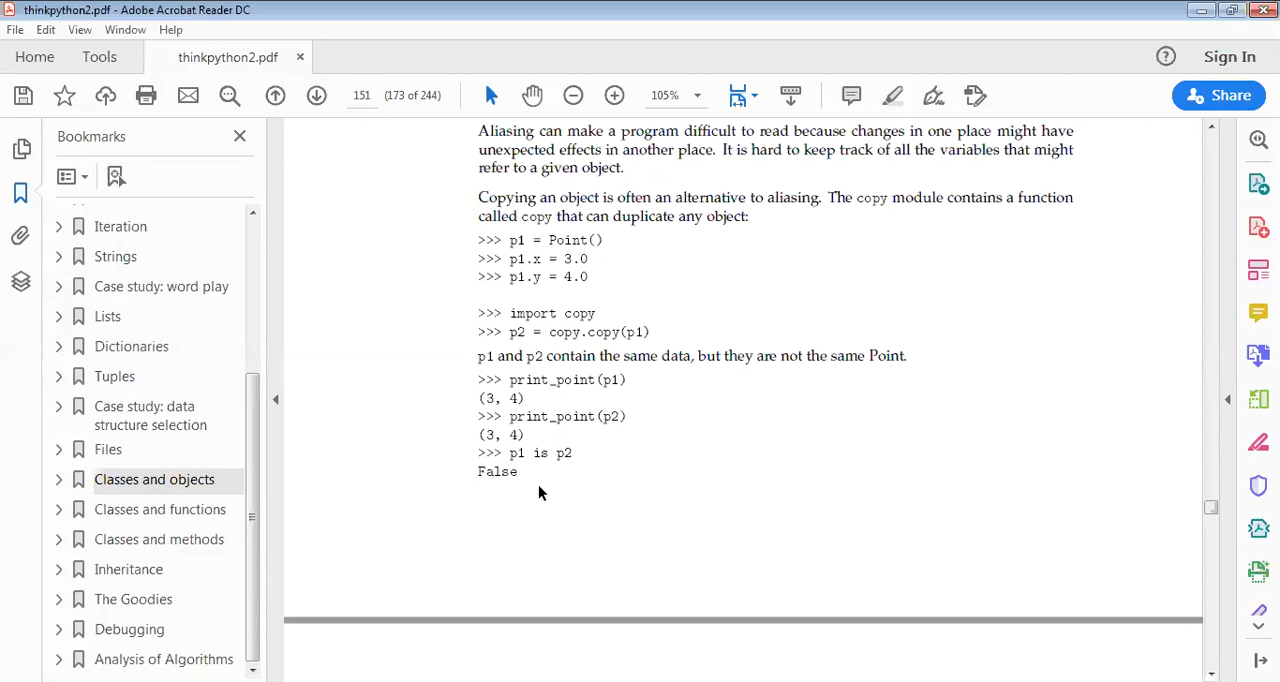 thinkpython2.pdf - Adobe Acrobat Reader DC
File Edit View Window Help
Home Tools thinkpython2.pdf × Sign In
151 (173 of 244) 105% Share
Bookmarks
Iteration
Strings
Case study: word play
Lists
Dictionaries
Tuples
Case study: data
structure selection
Files
Classes and objects
Classes and functions
Classes and methods
Inheritance
The Goodies
Debugging
Analysis of Algorithms
Aliasing can make a program difficult to read because changes in one place might have
unexpected effects in another place. It is hard to keep track of all the variables that might
refer to a given object.
Copying an object is often an alternative to aliasing. The copy module contains a function
called copy that can duplicate any object:
>>> p1 = Point()
>>> p1.x = 3.0
>>> p1.y = 4.0
>>> import copy
>>> p2 = copy.copy(p1)
p1 and p2 contain the same data, but they are not the same Point.
>>> print_point(p1)
(3, 4)
>>> print_point(p2)
(3, 4)
>>> p1 is p2
False